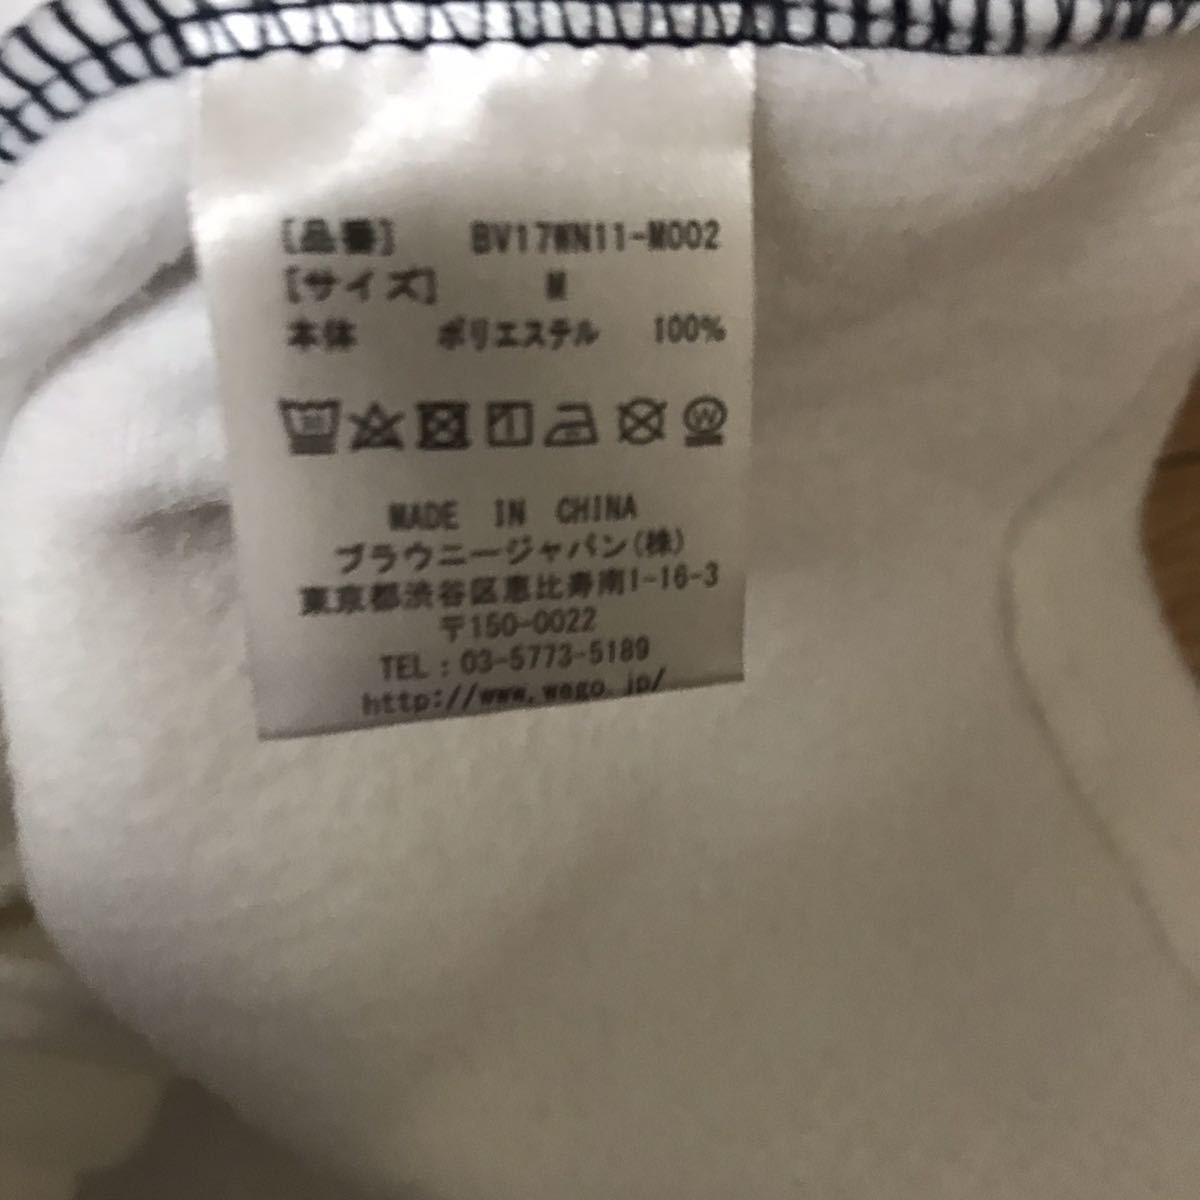 [品番] BV17WN11-M002
[サイズ] M
本体 ポリエステル 100%
MADE IN CHINA
ブラウニージャパン(株)
東京都渋谷区恵比寿南1-16-3
〒150-0022
TEL:03-5773-5189
http://www.wego.jp/